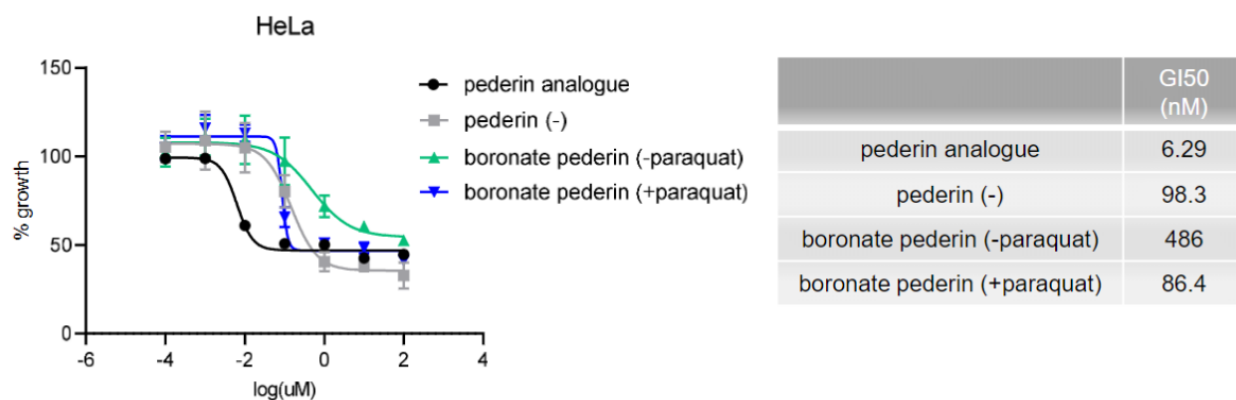 HeLa
150
100
50
0
% growth
-6
-4
-2
0
2
4
log(uM)
pederin analogue
pederin (-)
boronate pederin (-paraquat)
boronate pederin (+paraquat)
GI50
(nM)
pederin analogue 6.29
pederin (-) 98.3
boronate pederin (-paraquat) 486
boronate pederin (+paraquat) 86.4